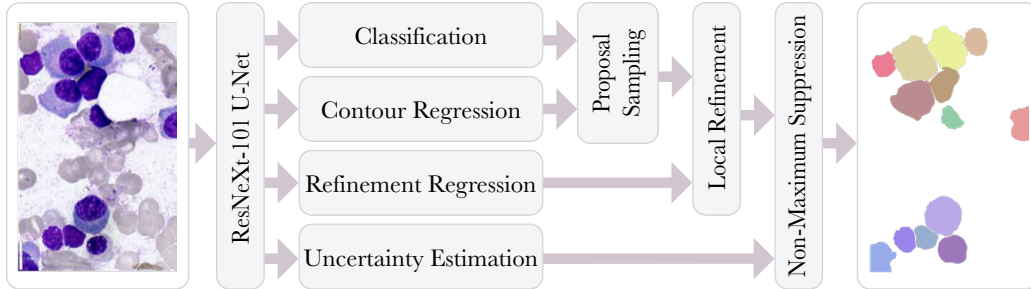 ResNeXt-101 U-Net
Classification
Contour Regression
Refinement Regression
Uncertainty Estimation
Proposal
Sampling
Local Refinement
Non-Maximum Suppression